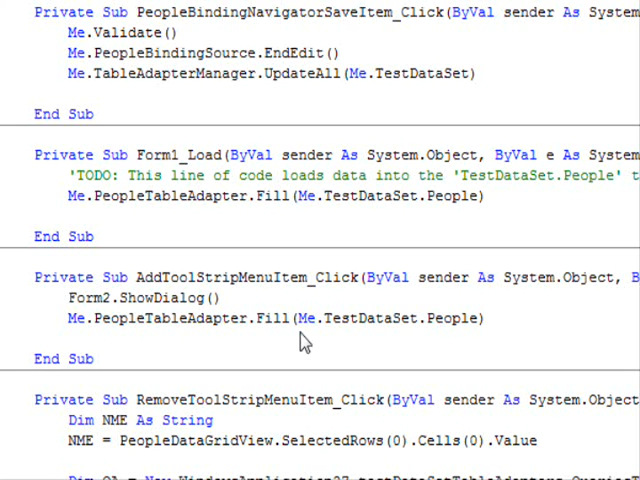 Private Sub PeopleBindingNavigatorSaveItem_Click(ByVal sender As System
Me.Validate()
Me.PeopleBindingSource.EndEdit()
Me.TableAdapterManager.UpdateAll(Me.TestDataSet)
End Sub
Private Sub Form1_Load(ByVal sender As System.Object, ByVal e As System
'TODO: This line of code loads data into the 'TestDataSet.People' t
Me.PeopleTableAdapter.Fill(Me.TestDataSet.People)
End Sub
Private Sub AddToolStripMenuItem_Click(ByVal sender As System.Object, B
Form2.ShowDialog()
Me.PeopleTableAdapter.Fill(Me.TestDataSet.People)
End Sub
Private Sub RemoveToolStripMenuItem_Click(ByVal sender As System.Object
Dim NME As String
NME = PeopleDataGridView.SelectedRows(0).Cells(0).Value